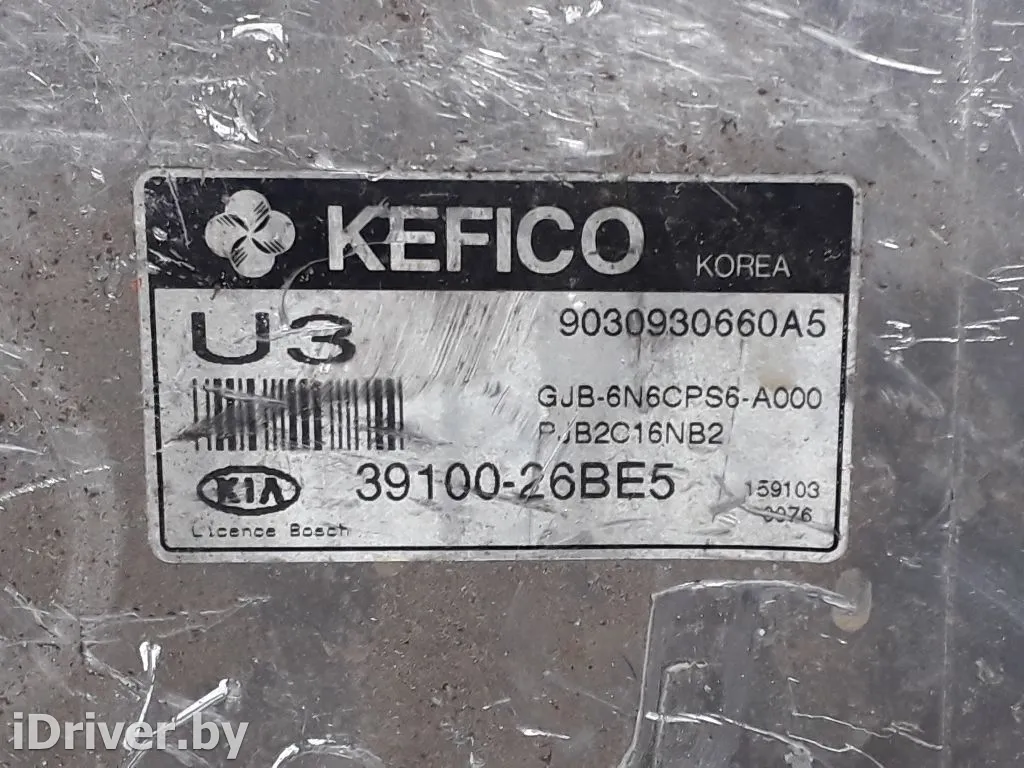 KEFICO KOREA
U3 9030930660A5
GJB-6N6CPS6-A000
PJB2C16NB2
KIA 39100-26BE5 159103
Licence Bosch
iDriver.by